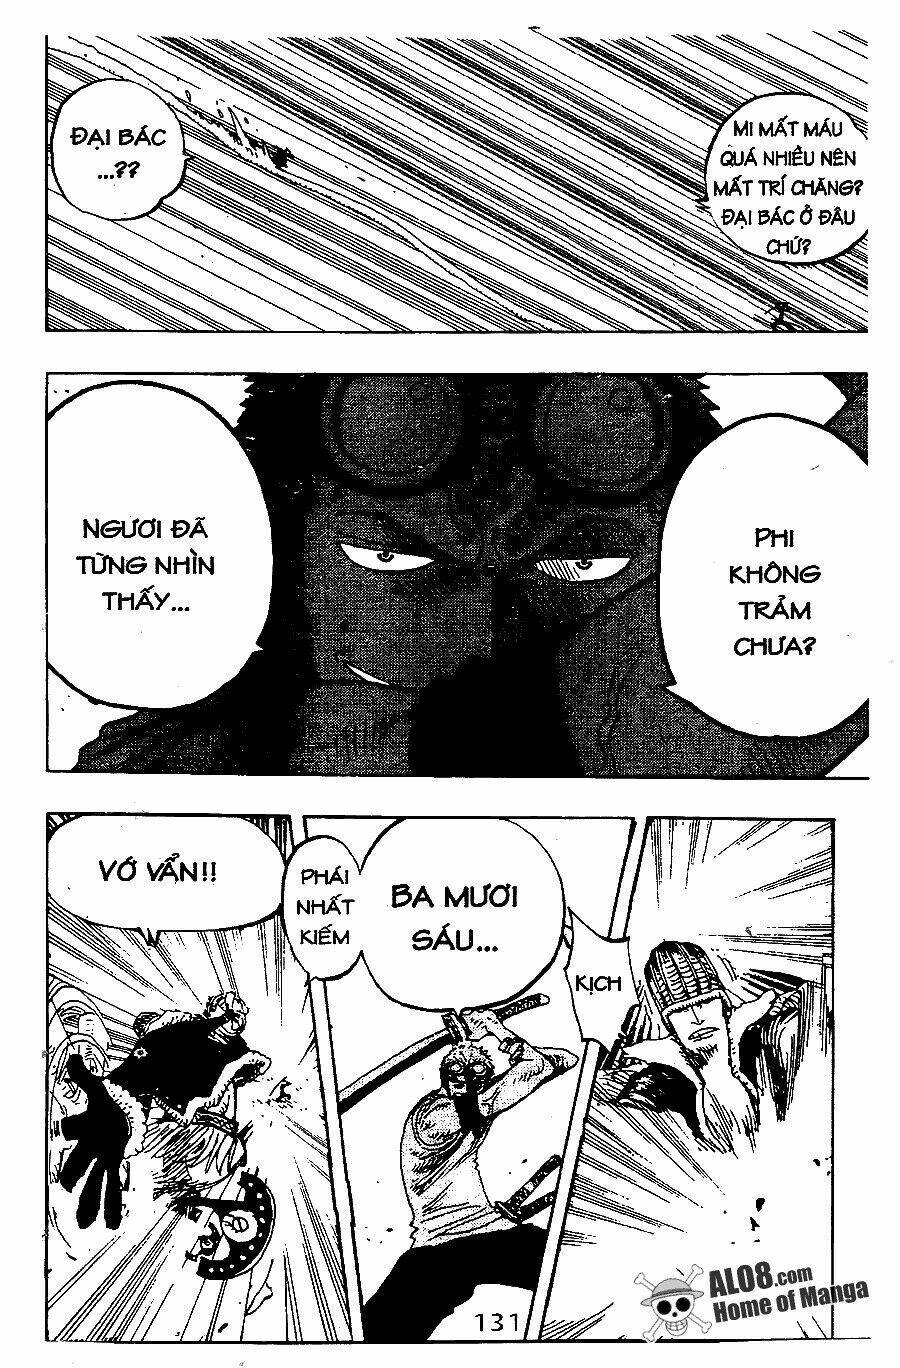 MI MẤT MÁU
QUÁ NHIỀU NÊN
MẤT TRÍ CHĂNG?
ĐẠI BÁC Ở ĐÂU
CHỨ?
ĐẠI BÁC
...??
PHI
KHÔNG
TRẢM
CHƯA?
NGƯƠI ĐÃ
TỪNG NHÌN
THẤY...
KỊCH
BA MƯƠI
SÁU...
PHÁI
NHẤT
KIẾM
VỚ VẨN!!
131
ALO8.com
Home of Manga